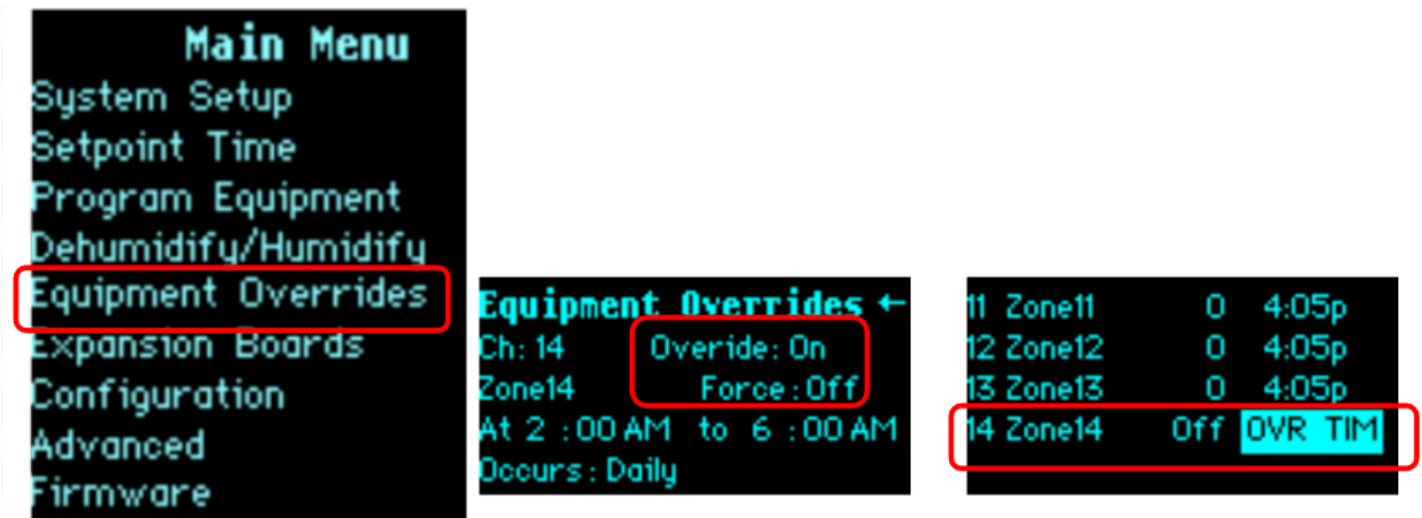 Main Menu
System Setup
Setpoint Time
Program Equipment
Dehumidify/Humidify
Equipment Overrides
Expansion Boards
Configuration
Advanced
Firmware
Equipment Overrides ←
Ch: 14 Overide: On
Zone14 Force: Off
At 2 :00 AM to 6 :00 AM
Occurs: Daily
11 Zone11 0 4:05p
12 Zone12 0 4:05p
13 Zone13 0 4:05p
14 Zone14 Off OVR TIM